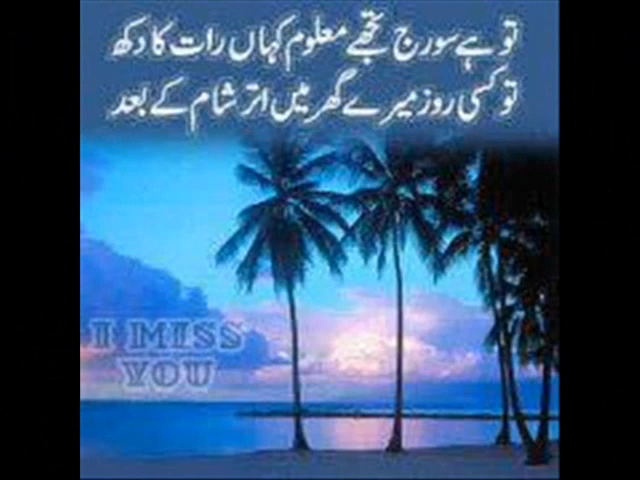 تو ہے سورج تجھے معلوم کہاں رات کا دکھ
تو کسی روز میرے گھر میں اتر شام کے بعد
I MISS
YOU